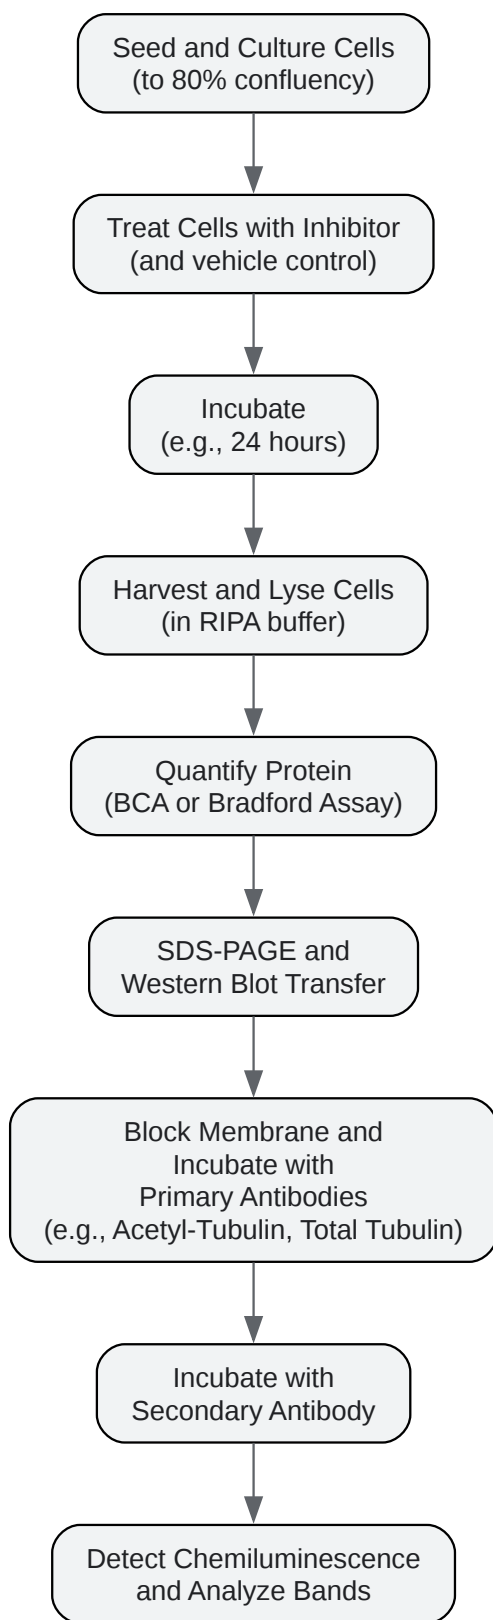 Seed and Culture Cells
(to 80% confluency)
Treat Cells with Inhibitor
(and vehicle control)
Incubate
(e.g., 24 hours)
Harvest and Lyse Cells
(in RIPA buffer)
Quantify Protein
(BCA or Bradford Assay)
SDS-PAGE and
Western Blot Transfer
Block Membrane and
Incubate with
Primary Antibodies
(e.g., Acetyl-Tubulin, Total Tubulin)
Incubate with
Secondary Antibody
Detect Chemiluminescence
and Analyze Bands